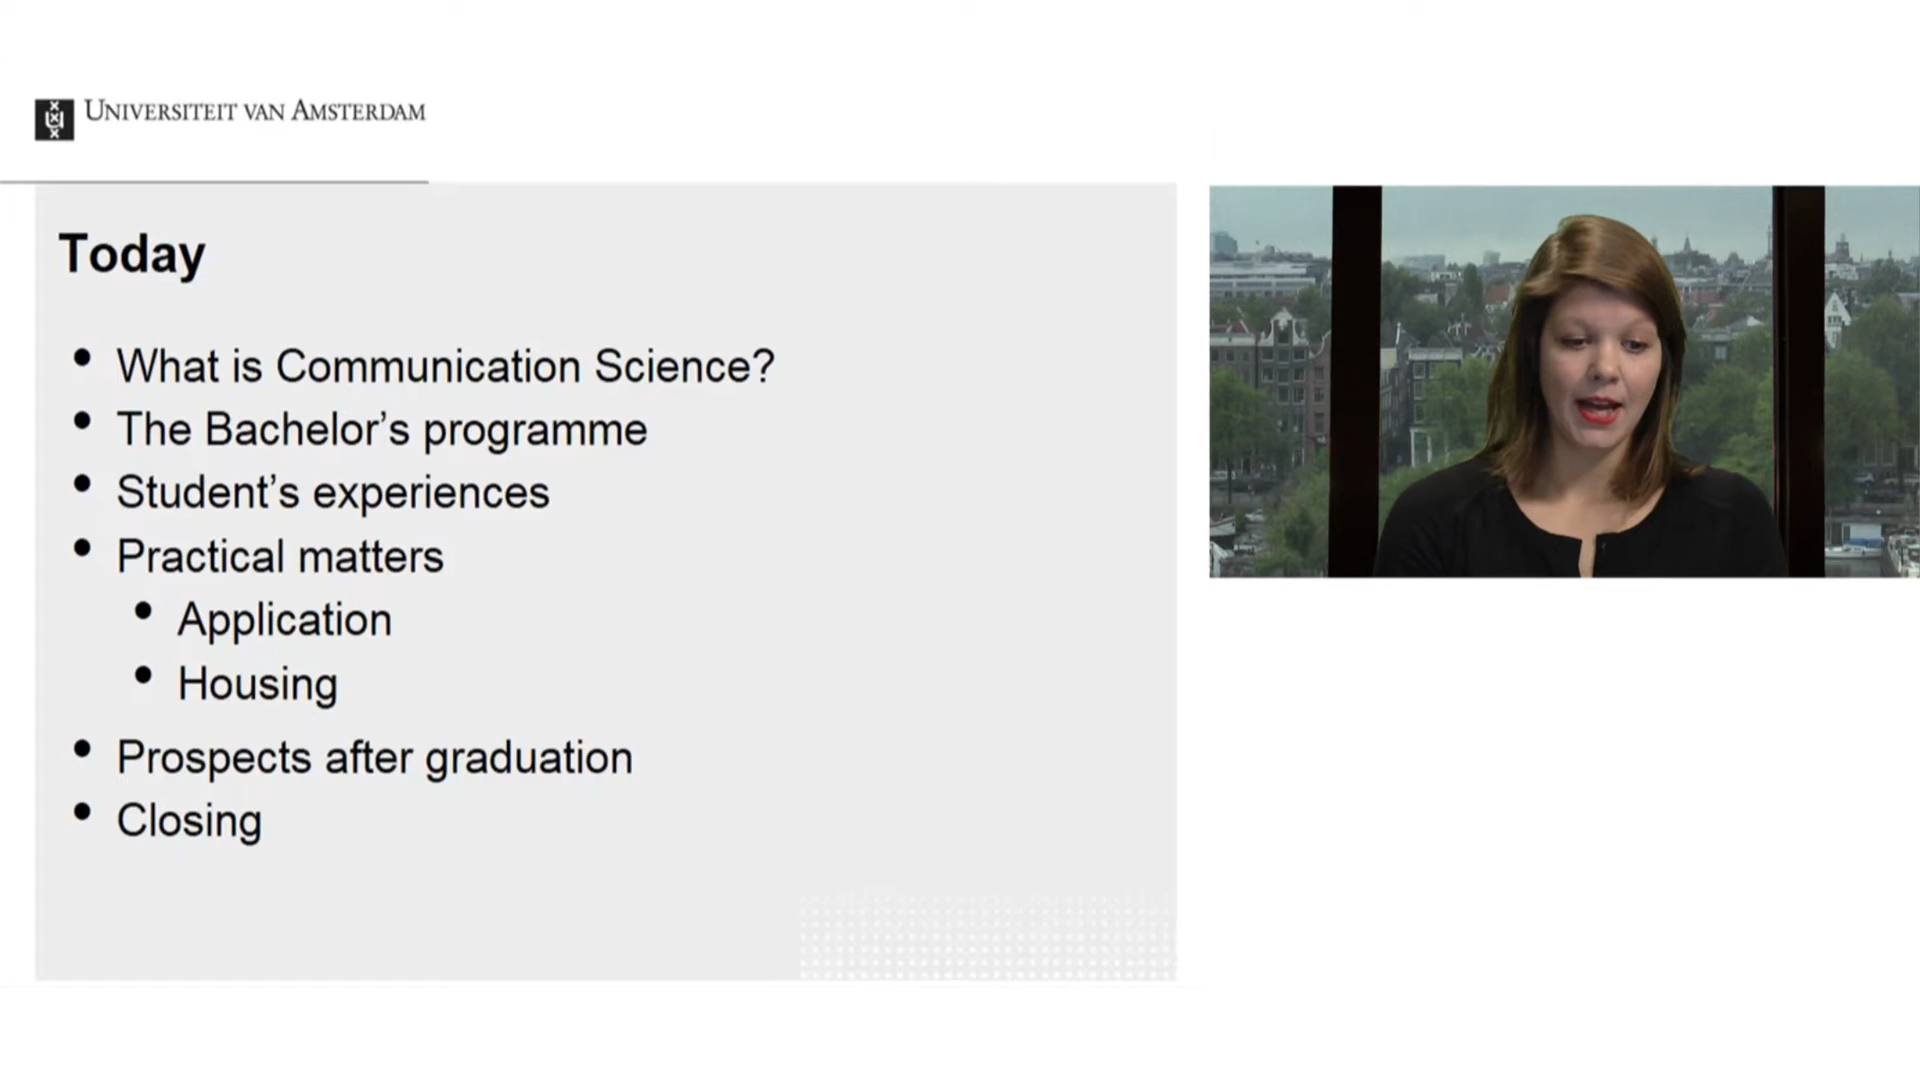 UNIVERSITEIT VAN AMSTERDAM
Today
• What is Communication Science?
• The Bachelor’s programme
• Student’s experiences
• Practical matters
• Application
• Housing
• Prospects after graduation
• Closing